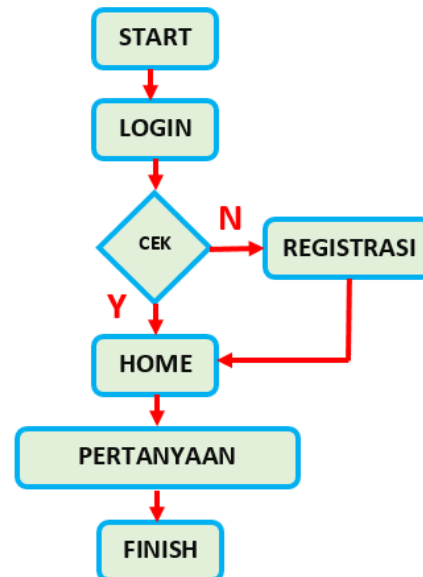 START
LOGIN
CEK
N
REGISTRASI
Y
HOME
PERTANYAAN
FINISH